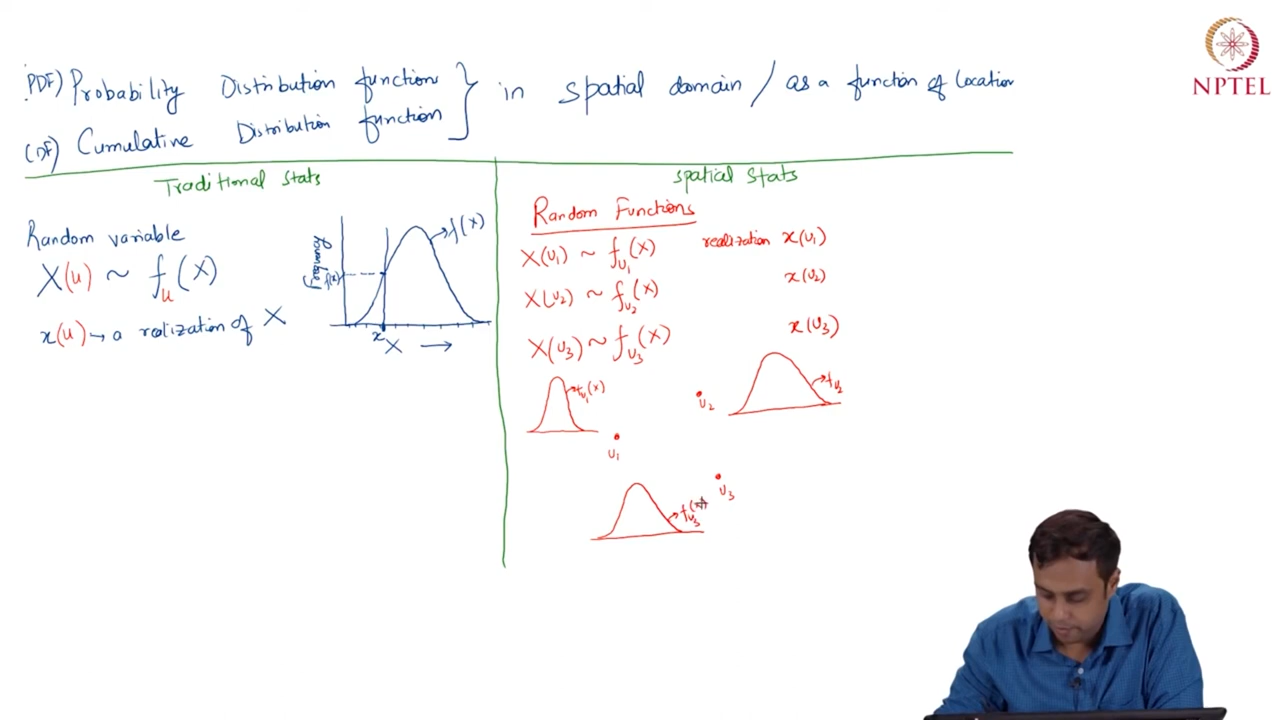 PDF) Probability Distribution function } in spatial domain / as a function of location
CDF) Cumulative Distribution function
NPTEL
Traditional Stats
Random variable
X(u) ~ f_u(x)
x(u) → a realization of X
Frequency
f(x)
f(x)
x
X →
Spatial Stats
Random Functions
X(u₁) ~ f_u₁(x) realization x(u₁)
X(u₂) ~ f_u₂(x) x(u₂)
X(u₃) ~ f_u₃(x) x(u₃)
f_u₁(x)
u₁
u₂
f_u₂
u₃
f_u₃(x)